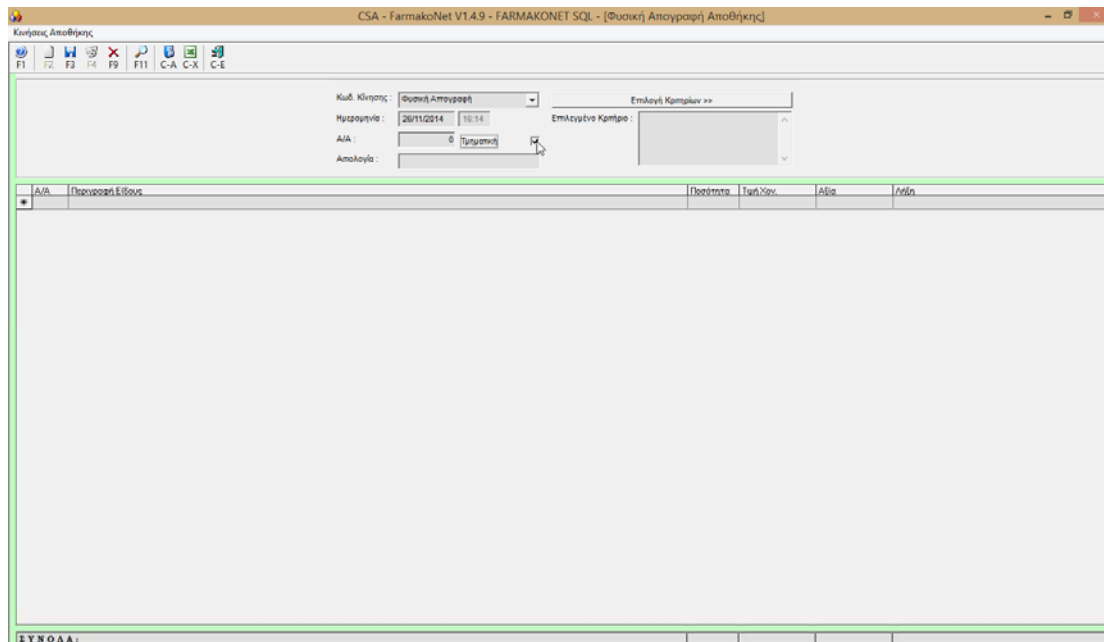 CSA - FarmakoNet V1.4.9 - FARMAKONET SQL - [Φυσική Απογραφή Αποθήκης]
Κινήσεις Αποθήκης
F1 F2 F3 F4 F9 F11 C-A C-X C-E
Κωδ. Κίνησης : Φυσική Απογραφή Επιλογή Κριτηρίων >>
Ημερομηνία : 26/11/2014 16:14 Επιλεγμένο Κριτήριο :
Α/Α : 0 Τμηματική
Αιτιολογία :
Α/Α Περιγραφή Είδους Ποσότητα Τιμή Χον. Αξία Λήξη
ΣΥΝΟΛΑ :